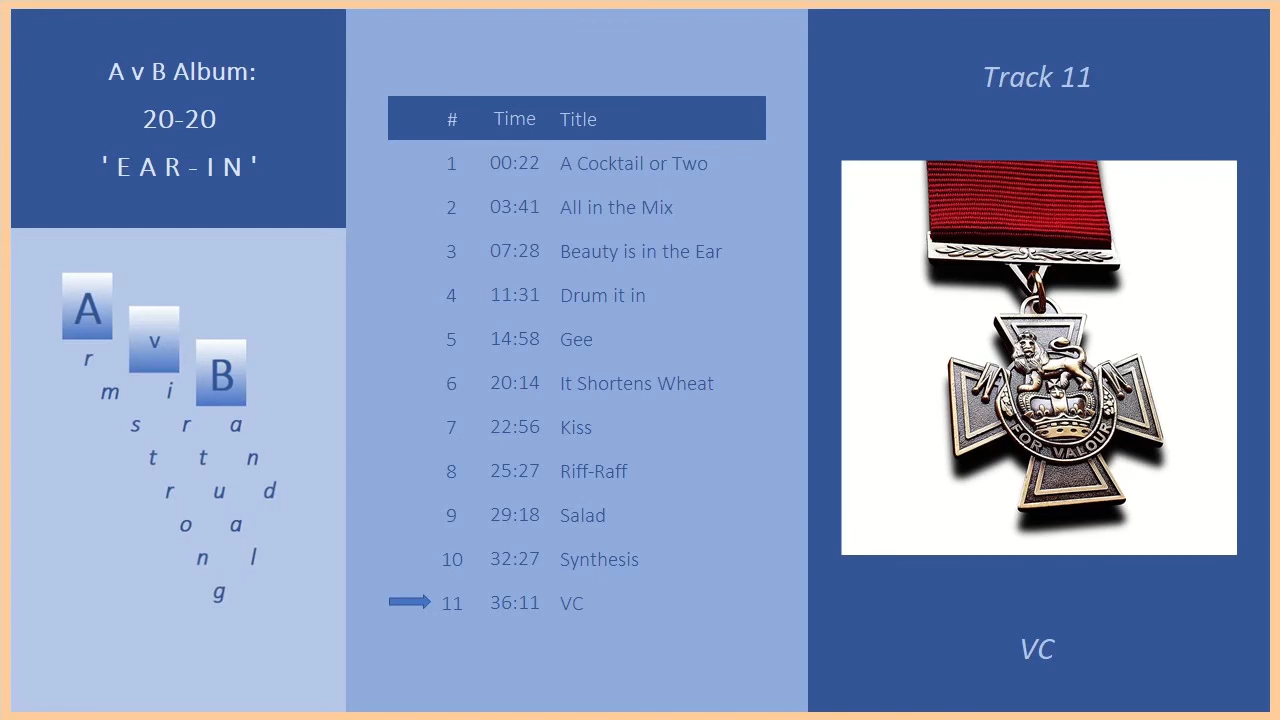 A v B Album:
20-20
'EAR-IN'
A
v
B
r
m i
s r a
t t n
r u d
o a
n l
g
# Time Title
1 00:22 A Cocktail or Two
2 03:41 All in the Mix
3 07:28 Beauty is in the Ear
4 11:31 Drum it in
5 14:58 Gee
6 20:14 It Shortens Wheat
7 22:56 Kiss
8 25:27 Riff-Raff
9 29:18 Salad
10 32:27 Synthesis
11 36:11 VC
Track 11
FOR VALOUR
VC